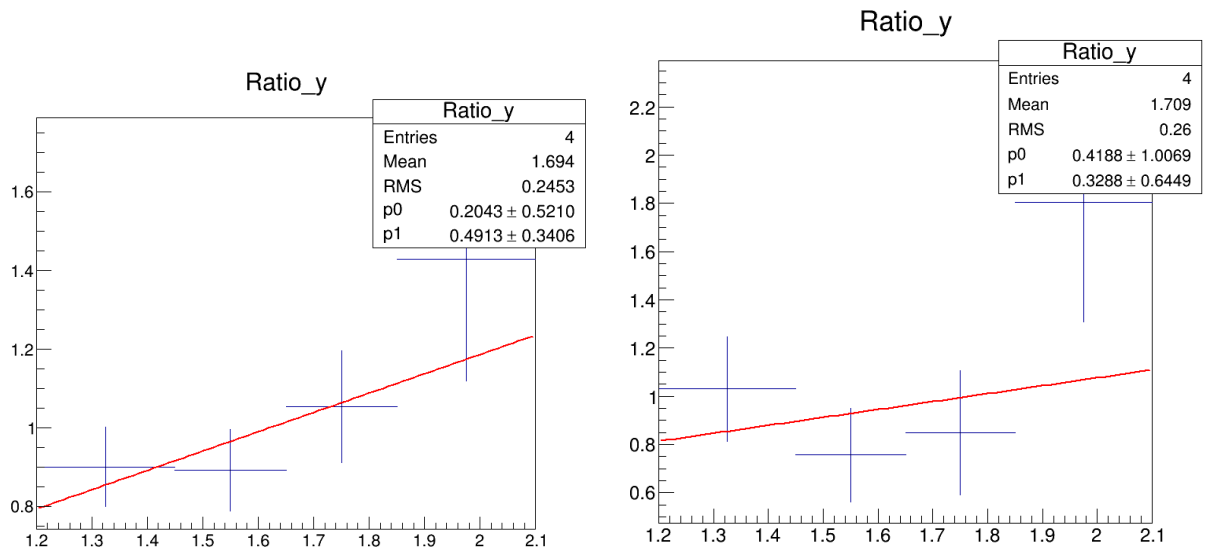 Ratio_y
Ratio_y
Entries 4
Mean 1.694
RMS 0.2453
p0 0.2043 ± 0.5210
p1 0.4913 ± 0.3406
1.6
1.4
1.2
1
0.8
1.2 1.3 1.4 1.5 1.6 1.7 1.8 1.9 2 2.1
Ratio_y
Ratio_y
Entries 4
Mean 1.709
RMS 0.26
p0 0.4188 ± 1.0069
p1 0.3288 ± 0.6449
2.2
2
1.8
1.6
1.4
1.2
1
0.8
0.6
1.2 1.3 1.4 1.5 1.6 1.7 1.8 1.9 2 2.1